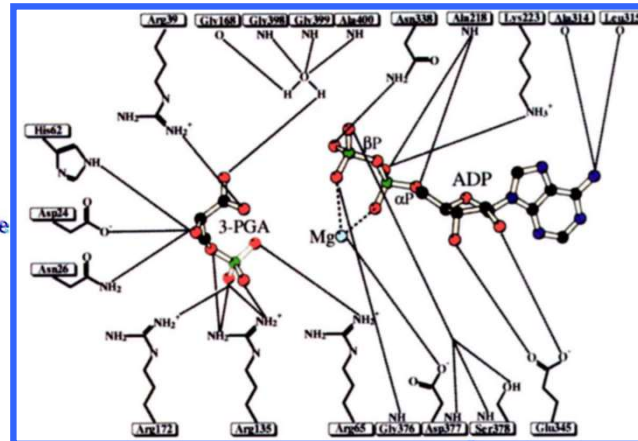 Arg39 Gly168 Gly398 Gly399 Ala400 Asn338 Ala218 Lys223 Ala314 Leu315
O NH NH NH NH O O O
O
H H
NH₂ NH₃⁺
NH₂ NH₂⁺
His62
NH
N
βP
αP
ADP
Asp24
O
O⁻
3-PGA
Mg
e
Asn26
O
NH₂
NH₂ NH₂⁺ NH₂ NH₂⁺ NH₂ NH₂⁺
O⁻ O O⁻
O OH O
NH NH NH
Arg172 Arg135 Arg65 Gly376 Asp377 Ser378 Glu345